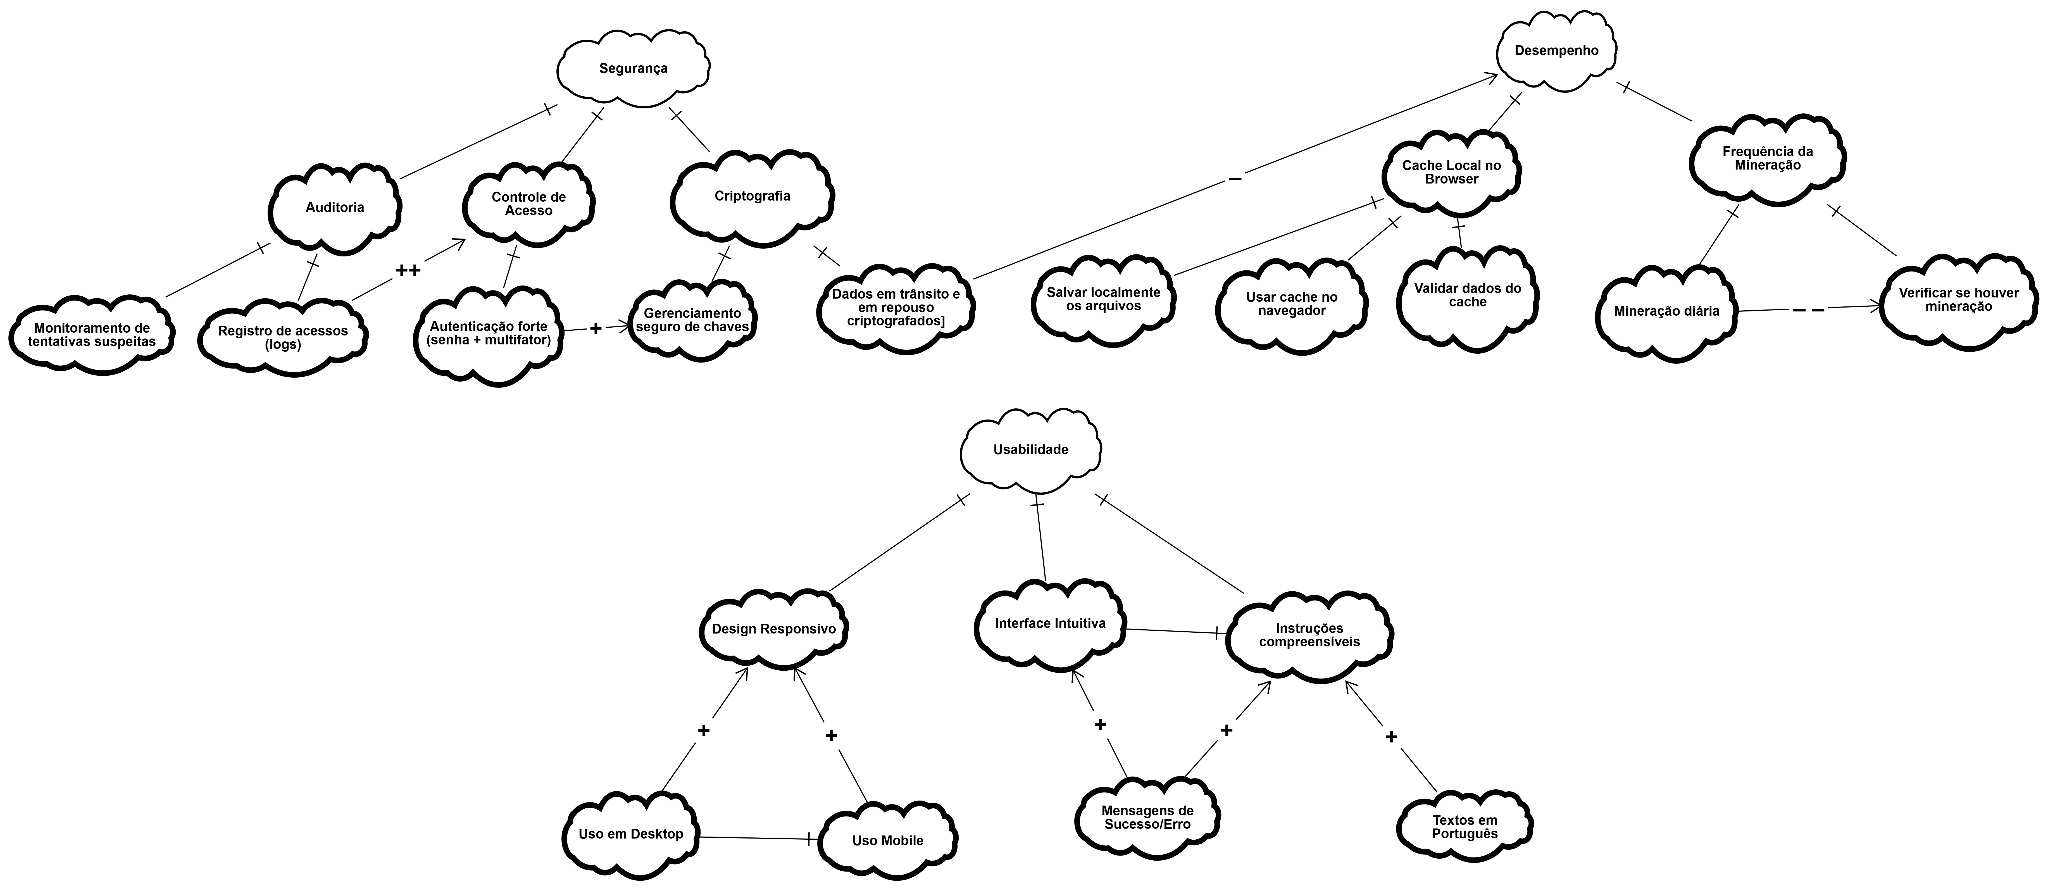 Segurança
Desempenho
Auditoria
Controle de
Acesso
Criptografia
Cache Local no
Browser
Frequência da
Mineração
–
++
+
– –
Monitoramento de
tentativas suspeitas
Registro de acessos
(logs)
Autenticação forte
(senha + multifator)
Gerenciamento
seguro de chaves
Dados em trânsito e
em repouso
criptografados]
Salvar localmente
os arquivos
Usar cache no
navegador
Validar dados do
cache
Mineração diária
Verificar se houver
mineração
Usabilidade
Design Responsivo
Interface Intuitiva
Instruções
compreensíveis
+
+
+
+
+
Uso em Desktop
Uso Mobile
Mensagens de
Sucesso/Erro
Textos em
Português